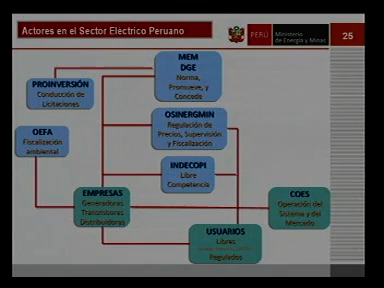 Actores en el Sector Eléctrico Peruano
PERÚ
Ministerio
de Energía y Minas
25
MEM
DGE
Norma,
Promueve, y
Concede
PROINVERSIÓN
Conducción de
Licitaciones
OSINERGMIN
Regulación de
Precios, Supervisión
y Fiscalización
OEFA
Fiscalización
ambiental
INDECOPI
Libre
Competencia
EMPRESAS
Generadoras
Transmisoras
Distribuidoras
COES
Operación del
Sistema y del
Mercado
USUARIOS
Libres
Regulados